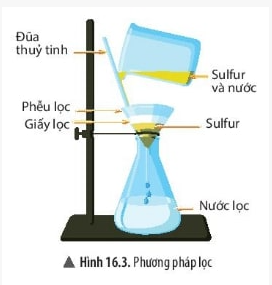 Đũa
thuỷ tinh
Sulfur
và nước
Phễu lọc
Giấy lọc
Sulfur
Nước lọc
▲ Hình 16.3. Phương pháp lọc